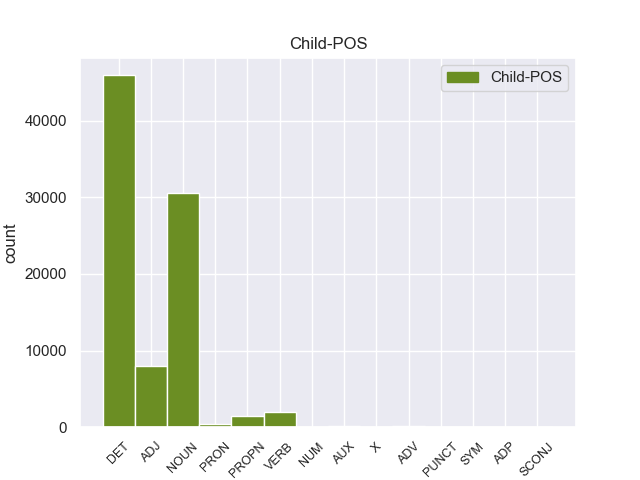 Child-POS
Child-POS
count
40000
30000
20000
10000
0
DET ADJ NOUN PRON PROPN VERB NUM AUX X ADV PUNCT SYM ADP SCONJ